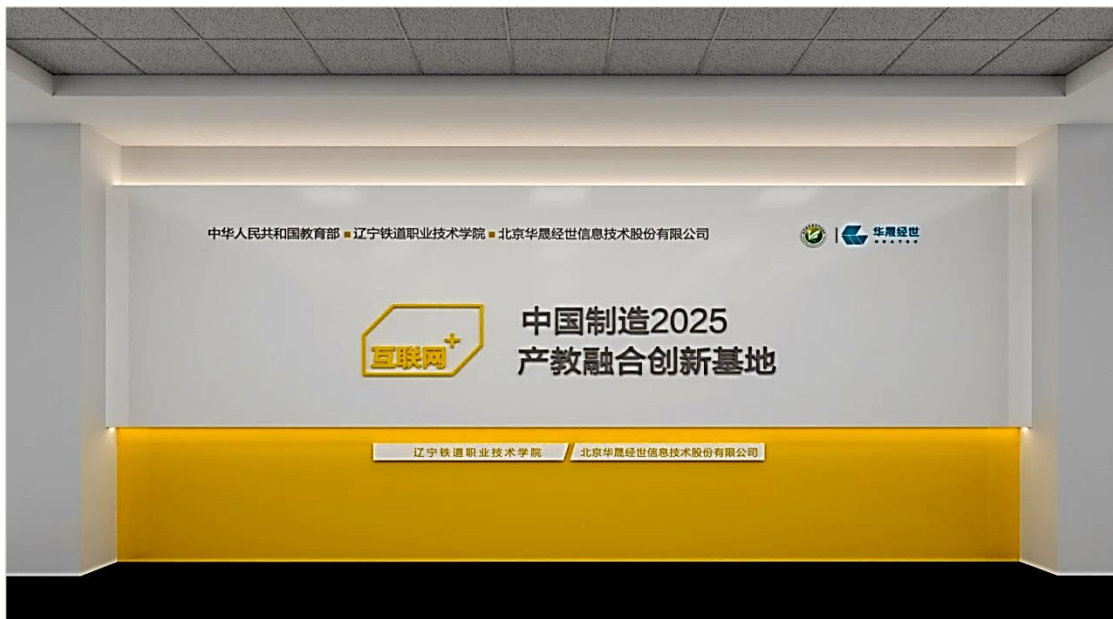 中华人民共和国教育部 ■ 辽宁铁道职业技术学院 ■ 北京华晟经世信息技术股份有限公司
华晟经世
互联网+
中国制造2025
产教融合创新基地
辽宁铁道职业技术学院 / 北京华晟经世信息技术股份有限公司